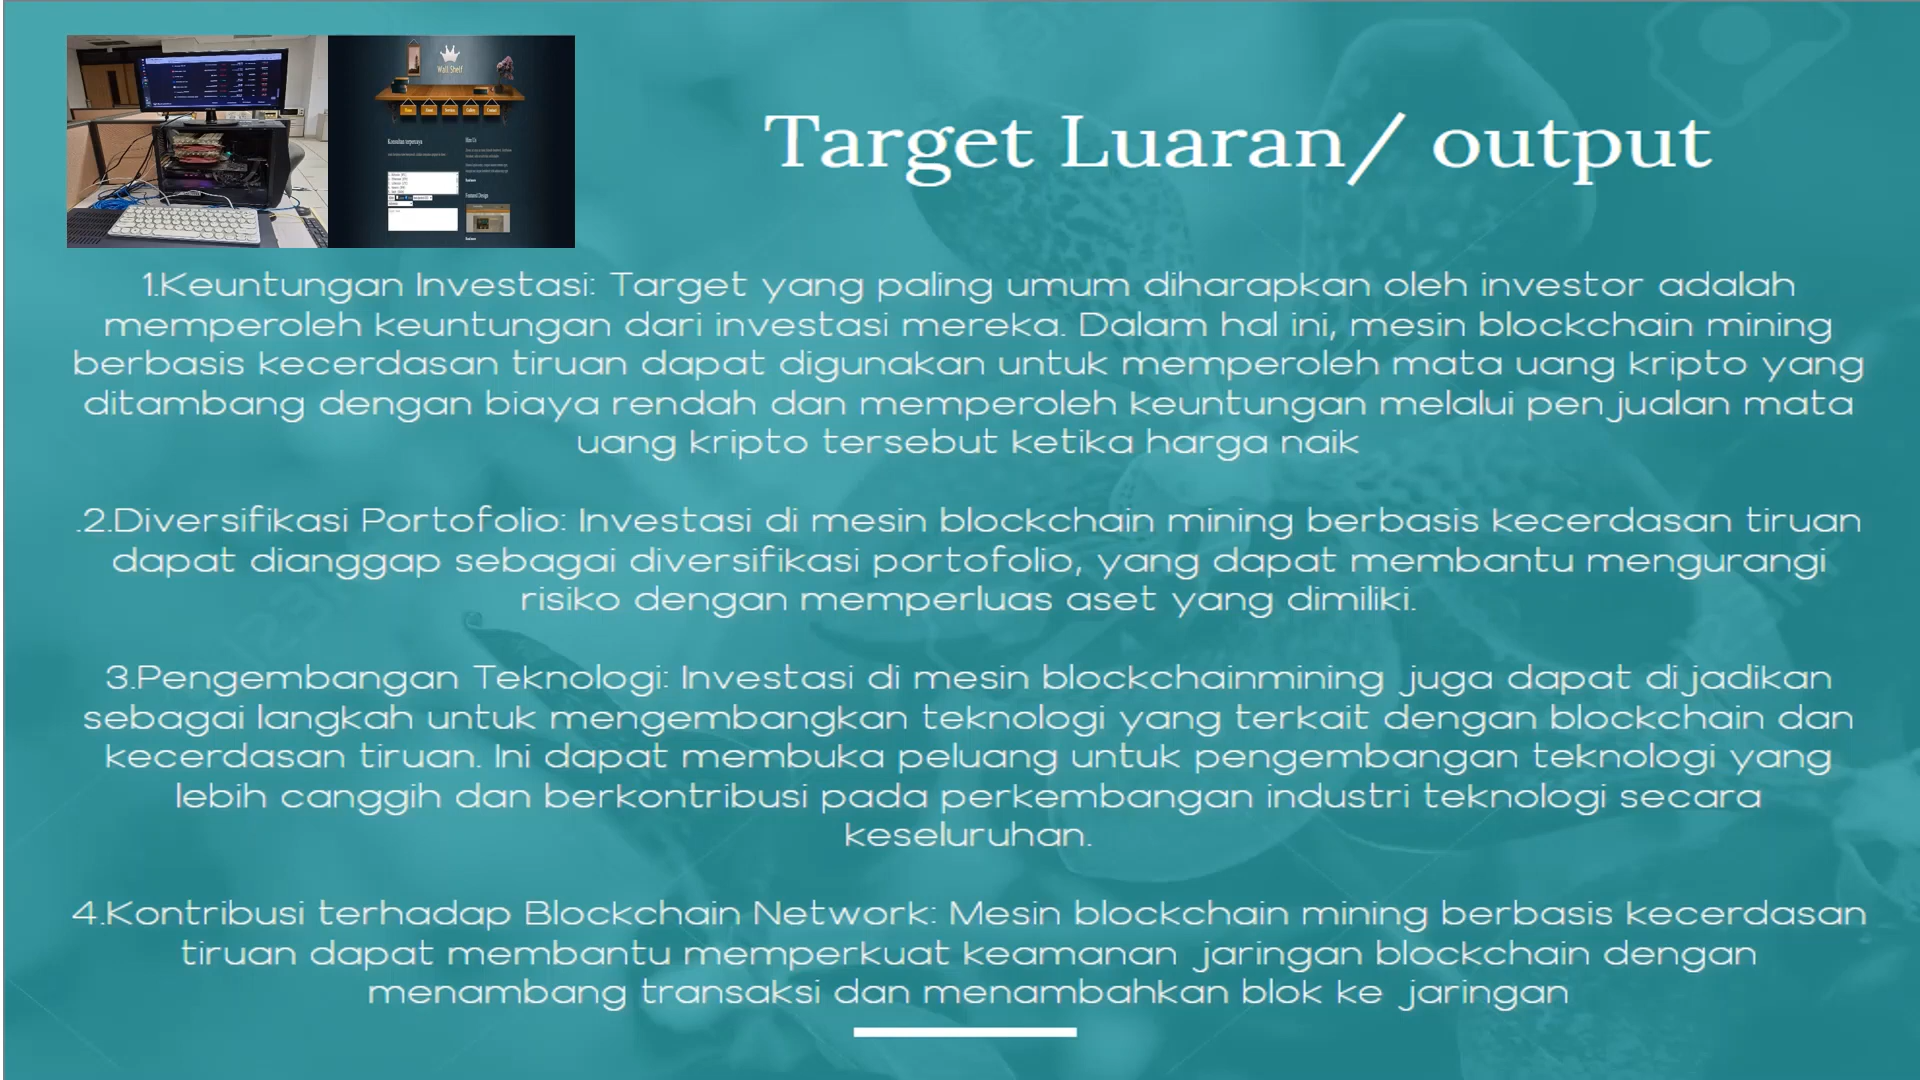 Wall Shelf
Target Luaran/ output
1.Keuntungan Investasi: Target yang paling umum diharapkan oleh investor adalah
memperoleh keuntungan dari investasi mereka. Dalam hal ini, mesin blockchain mining
berbasis kecerdasan tiruan dapat digunakan untuk memperoleh mata uang kripto yang
ditambang dengan biaya rendah dan memperoleh keuntungan melalui penjualan mata
uang kripto tersebut ketika harga naik
.2.Diversifikasi Portofolio: Investasi di mesin blockchain mining berbasis kecerdasan tiruan
dapat dianggap sebagai diversifikasi portofolio, yang dapat membantu mengurangi
risiko dengan memperluas aset yang dimiliki.
3.Pengembangan Teknologi: Investasi di mesin blockchainmining juga dapat dijadikan
sebagai langkah untuk mengembangkan teknologi yang terkait dengan blockchain dan
kecerdasan tiruan. Ini dapat membuka peluang untuk pengembangan teknologi yang
lebih canggih dan berkontribusi pada perkembangan industri teknologi secara
keseluruhan.
4.Kontribusi terhadap Blockchain Network: Mesin blockchain mining berbasis kecerdasan
tiruan dapat membantu memperkuat keamanan jaringan blockchain dengan
menambang transaksi dan menambahkan blok ke jaringan